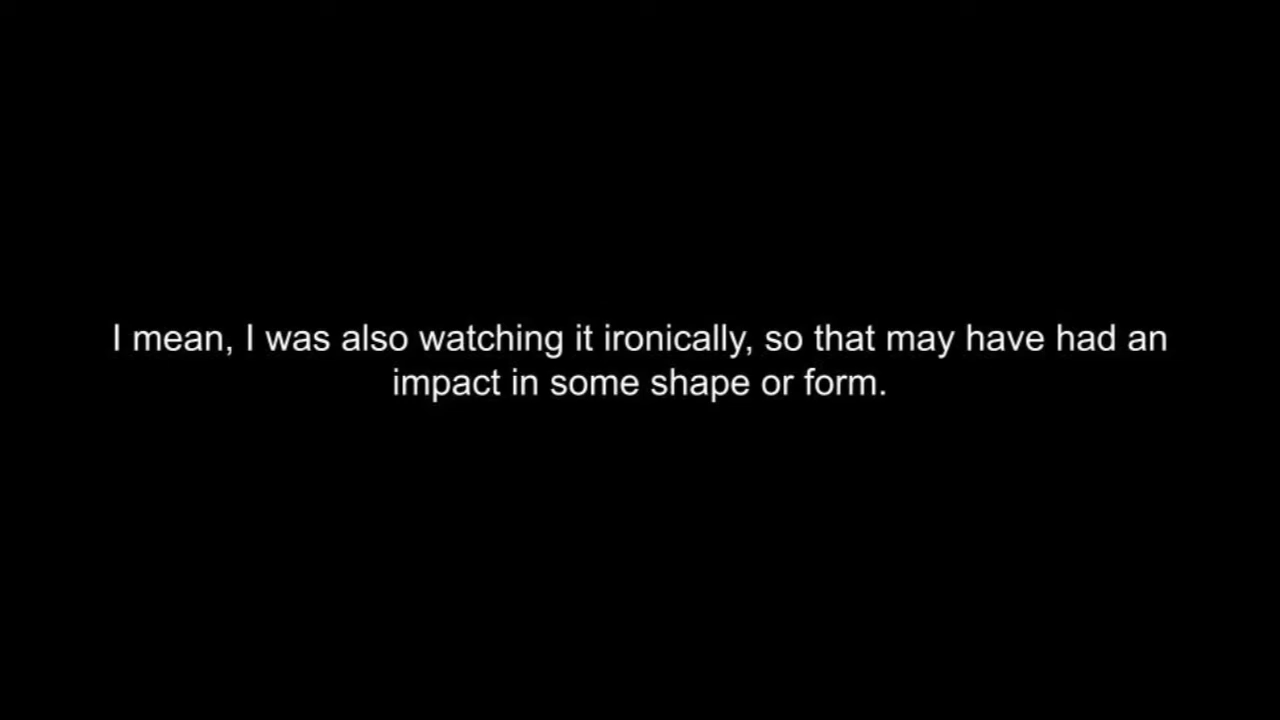 I mean, I was also watching it ironically, so that may have had an
impact in some shape or form.